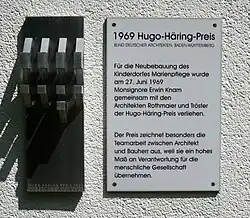 1969 Hugo-Häring-Preis
BUND DEUTSCHER ARCHITEKTEN, BADEN-WÜRTTEMBERG
Für die Neubebauung des
Kinderdorfes Marienpflege wurde
am 27. Juni 1969
Monsignore Erwin Knam
gemeinsam mit den
Architekten Rothmaier und Tröster
der Hugo-Häring-Preis verliehen.
Der Preis zeichnet besonders die
Teamarbeit zwischen Architekt
und Bauherr aus, weil sie ein hohes
Maß an Verantwortung für die
menschliche Gesellschaft
übernehmen.